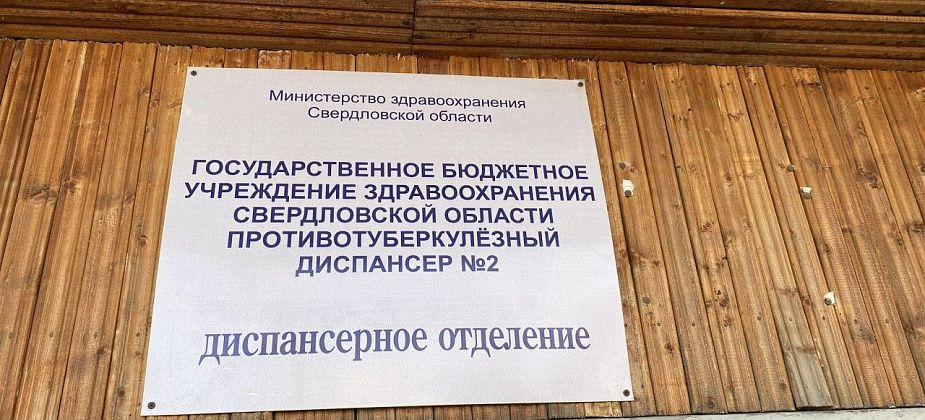 Министерство здравоохранения
Свердловской области
ГОСУДАРСТВЕННОЕ БЮДЖЕТНОЕ
УЧРЕЖДЕНИЕ ЗДРАВООХРАНЕНИЯ
СВЕРДЛОВСКОЙ ОБЛАСТИ
ПРОТИВОТУБЕРКУЛЁЗНЫЙ
ДИСПАНСЕР №2
диспансерное отделение